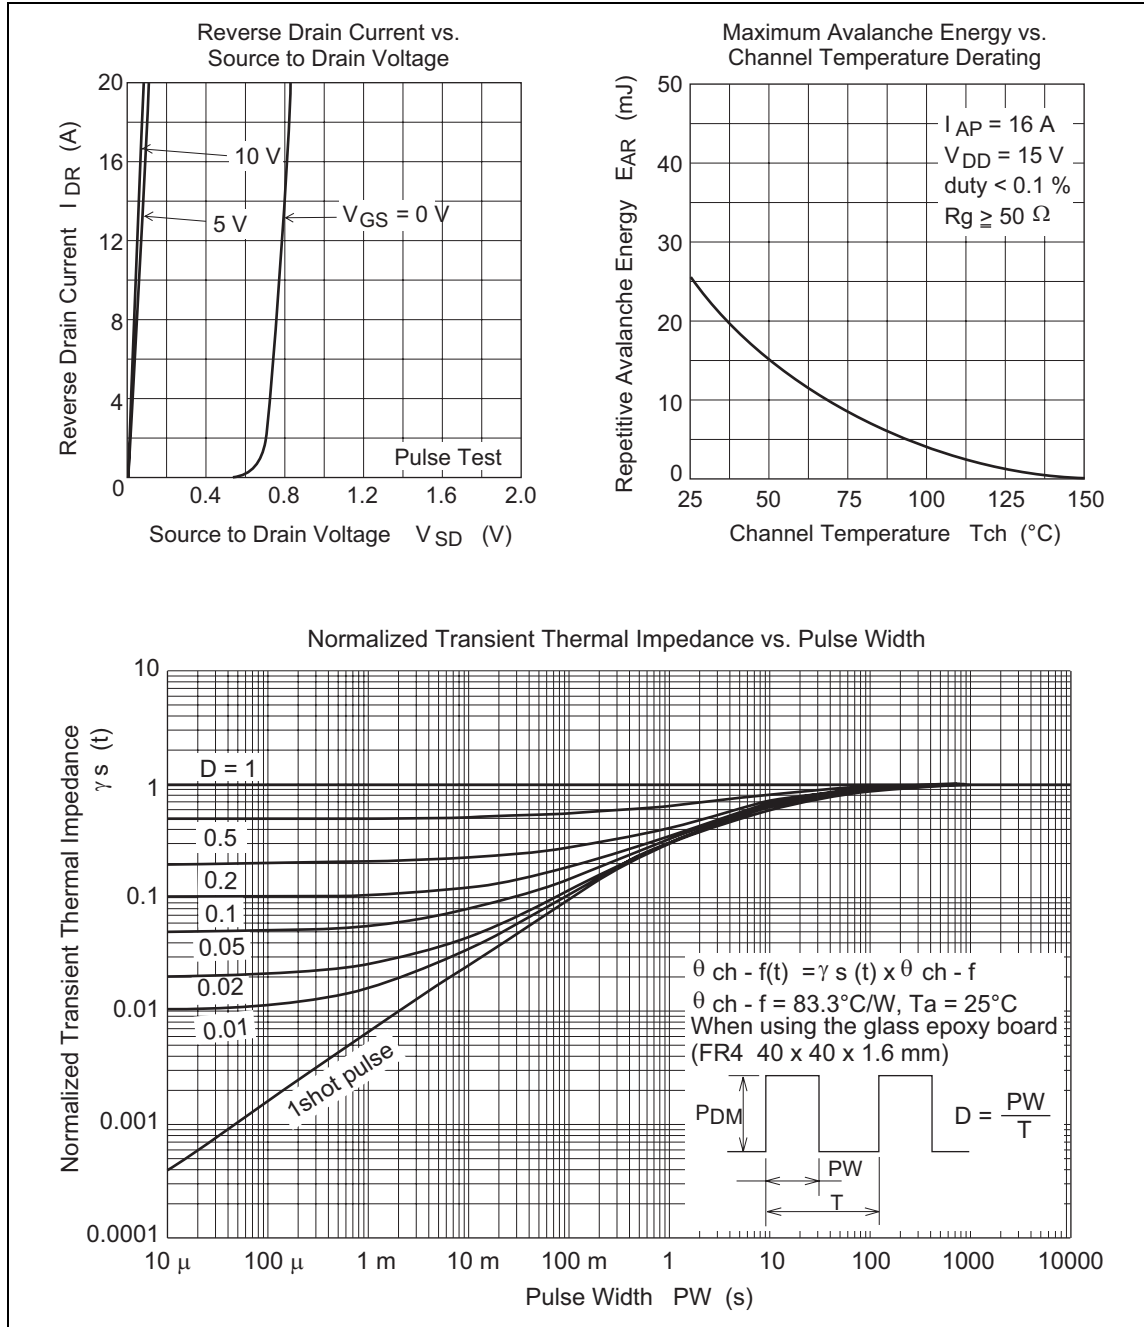 Reverse Drain Current vs.
Source to Drain Voltage
Reverse Drain Current I DR (A)
20
16
12
8
4
0
10 V
5 V
V GS = 0 V
Pulse Test
0.4 0.8 1.2 1.6 2.0
Source to Drain Voltage V SD (V)
Maximum Avalanche Energy vs.
Channel Temperature Derating
Repetitive Avalanche Energy EAR (mJ)
50
40
30
20
10
0
I AP = 16 A
V DD = 15 V
duty < 0.1 %
Rg ≧ 50 Ω
25 50 75 100 125 150
Channel Temperature Tch (°C)
Normalized Transient Thermal Impedance vs. Pulse Width
Normalized Transient Thermal Impedance
γ s (t)
10
1
0.1
0.01
0.001
0.0001
D = 1
0.5
0.2
0.1
0.05
0.02
0.01
1shot pulse
θ ch - f(t) = γ s (t) x θ ch - f
θ ch - f = 83.3°C/W, Ta = 25°C
When using the glass epoxy board
(FR4 40 x 40 x 1.6 mm)
PDM
PW
T
D = PW
T
10 μ 100 μ 1 m 10 m 100 m 1 10 100 1000 10000
Pulse Width PW (s)